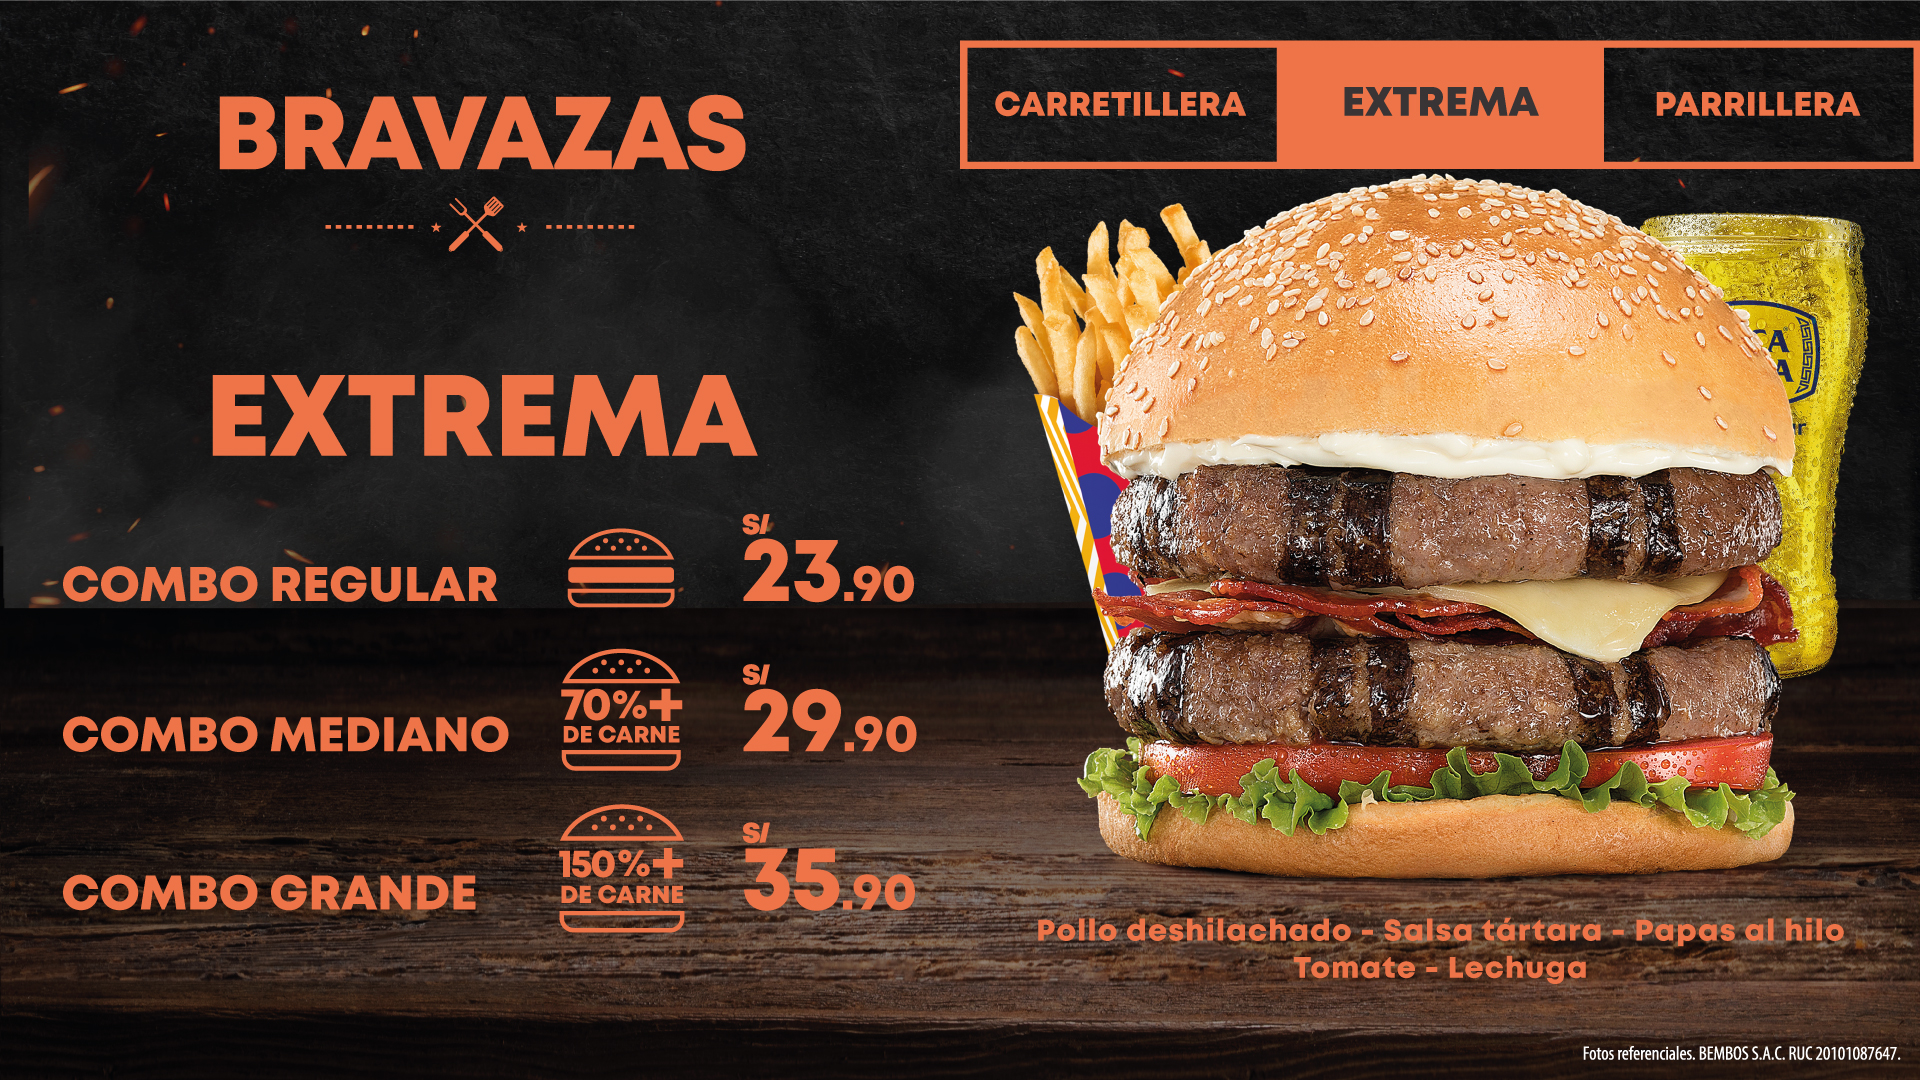 BRAVAZAS
CARRETILLERA
EXTREMA
PARRILLERA
EXTREMA
COMBO REGULAR
S/
23.90
COMBO MEDIANO
70%+
DE CARNE
S/
29.90
COMBO GRANDE
150%+
DE CARNE
S/
35.90
Pollo deshilachado - Salsa tártara - Papas al hilo
Tomate - Lechuga
Fotos referenciales. BEMBOS S.A.C. RUC 20101087647.